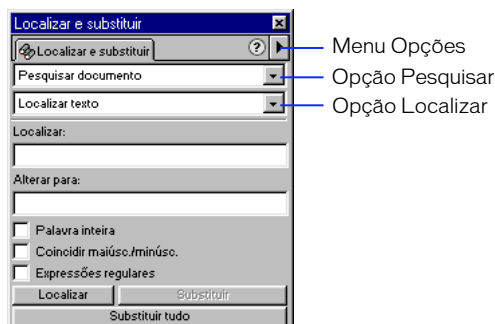 Localizar e substituir
Localizar e substituir ?
Menu Opções
Pesquisar documento
Opção Pesquisar
Localizar texto
Opção Localizar
Localizar:
Alterar para:
Palavra inteira
Coincidir maiúsc./minúsc.
Expressões regulares
Localizar Substituir
Substituir tudo